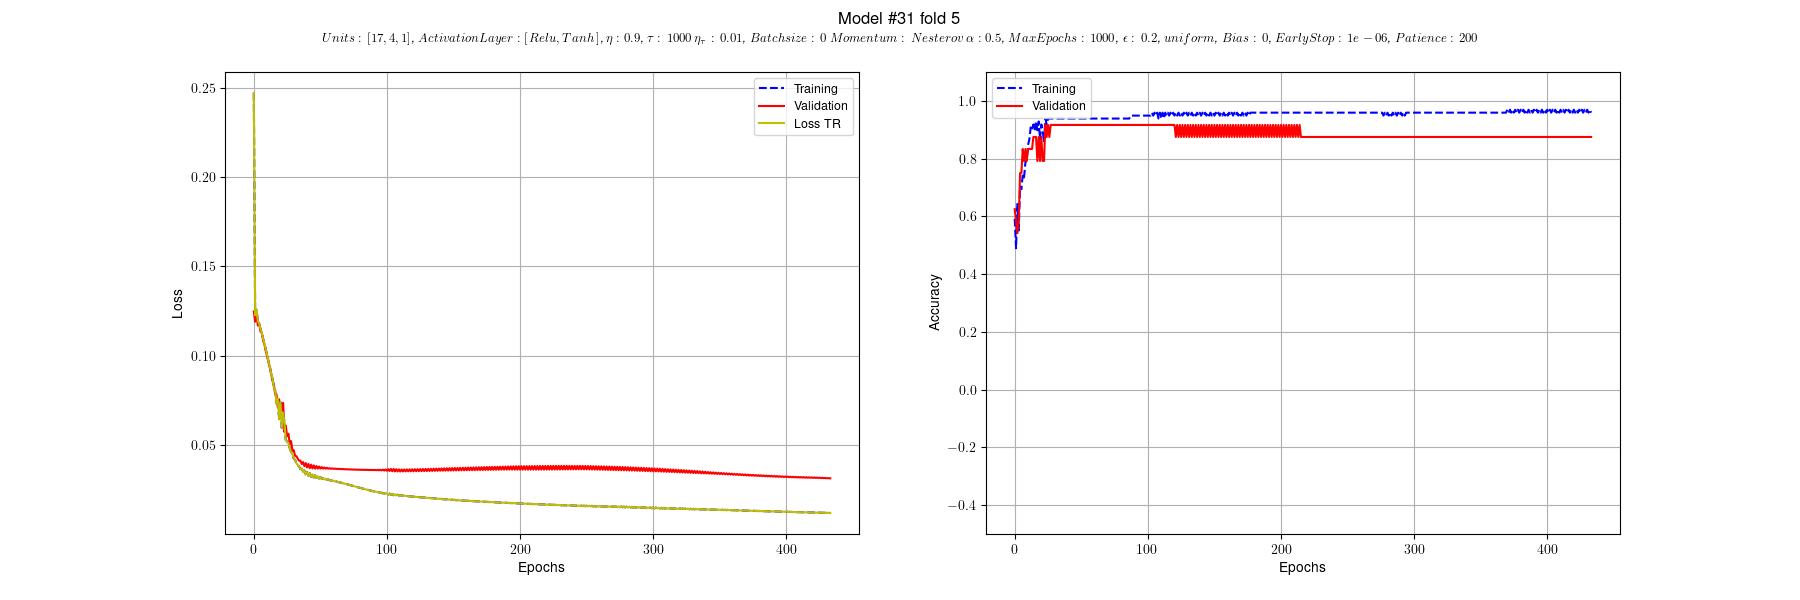 Model #31 fold 5
Units : [17, 4, 1], ActivationLayer : [Relu, Tanh], η : 0.9, τ : 1000 ητ : 0.01, Batchsize : 0 Momentum : Nesterov α : 0.5, MaxEpochs : 1000, ϵ : 0.2, uniform, Bias : 0, EarlyStop : 1e − 06, Patience : 200
Training
Validation
Loss TR
0.25
0.20
0.15
0.10
0.05
Loss
0 100 200 300 400
Epochs
Training
Validation
1.0
0.8
0.6
0.4
0.2
0.0
−0.2
−0.4
Accuracy
0 100 200 300 400
Epochs